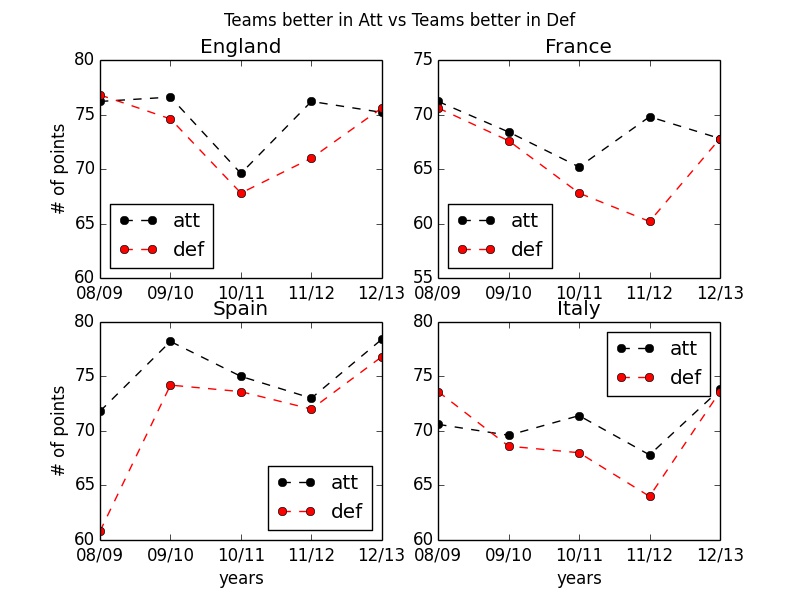 Teams better in Att vs Teams better in Def
England
80
75
70
65
60
# of points
att
def
08/09 09/10 10/11 11/12 12/13
France
75
70
65
60
55
att
def
08/09 09/10 10/11 11/12 12/13
Spain
80
75
70
65
60
# of points
att
def
08/09 09/10 10/11 11/12 12/13
years
Italy
80
75
70
65
60
att
def
08/09 09/10 10/11 11/12 12/13
years